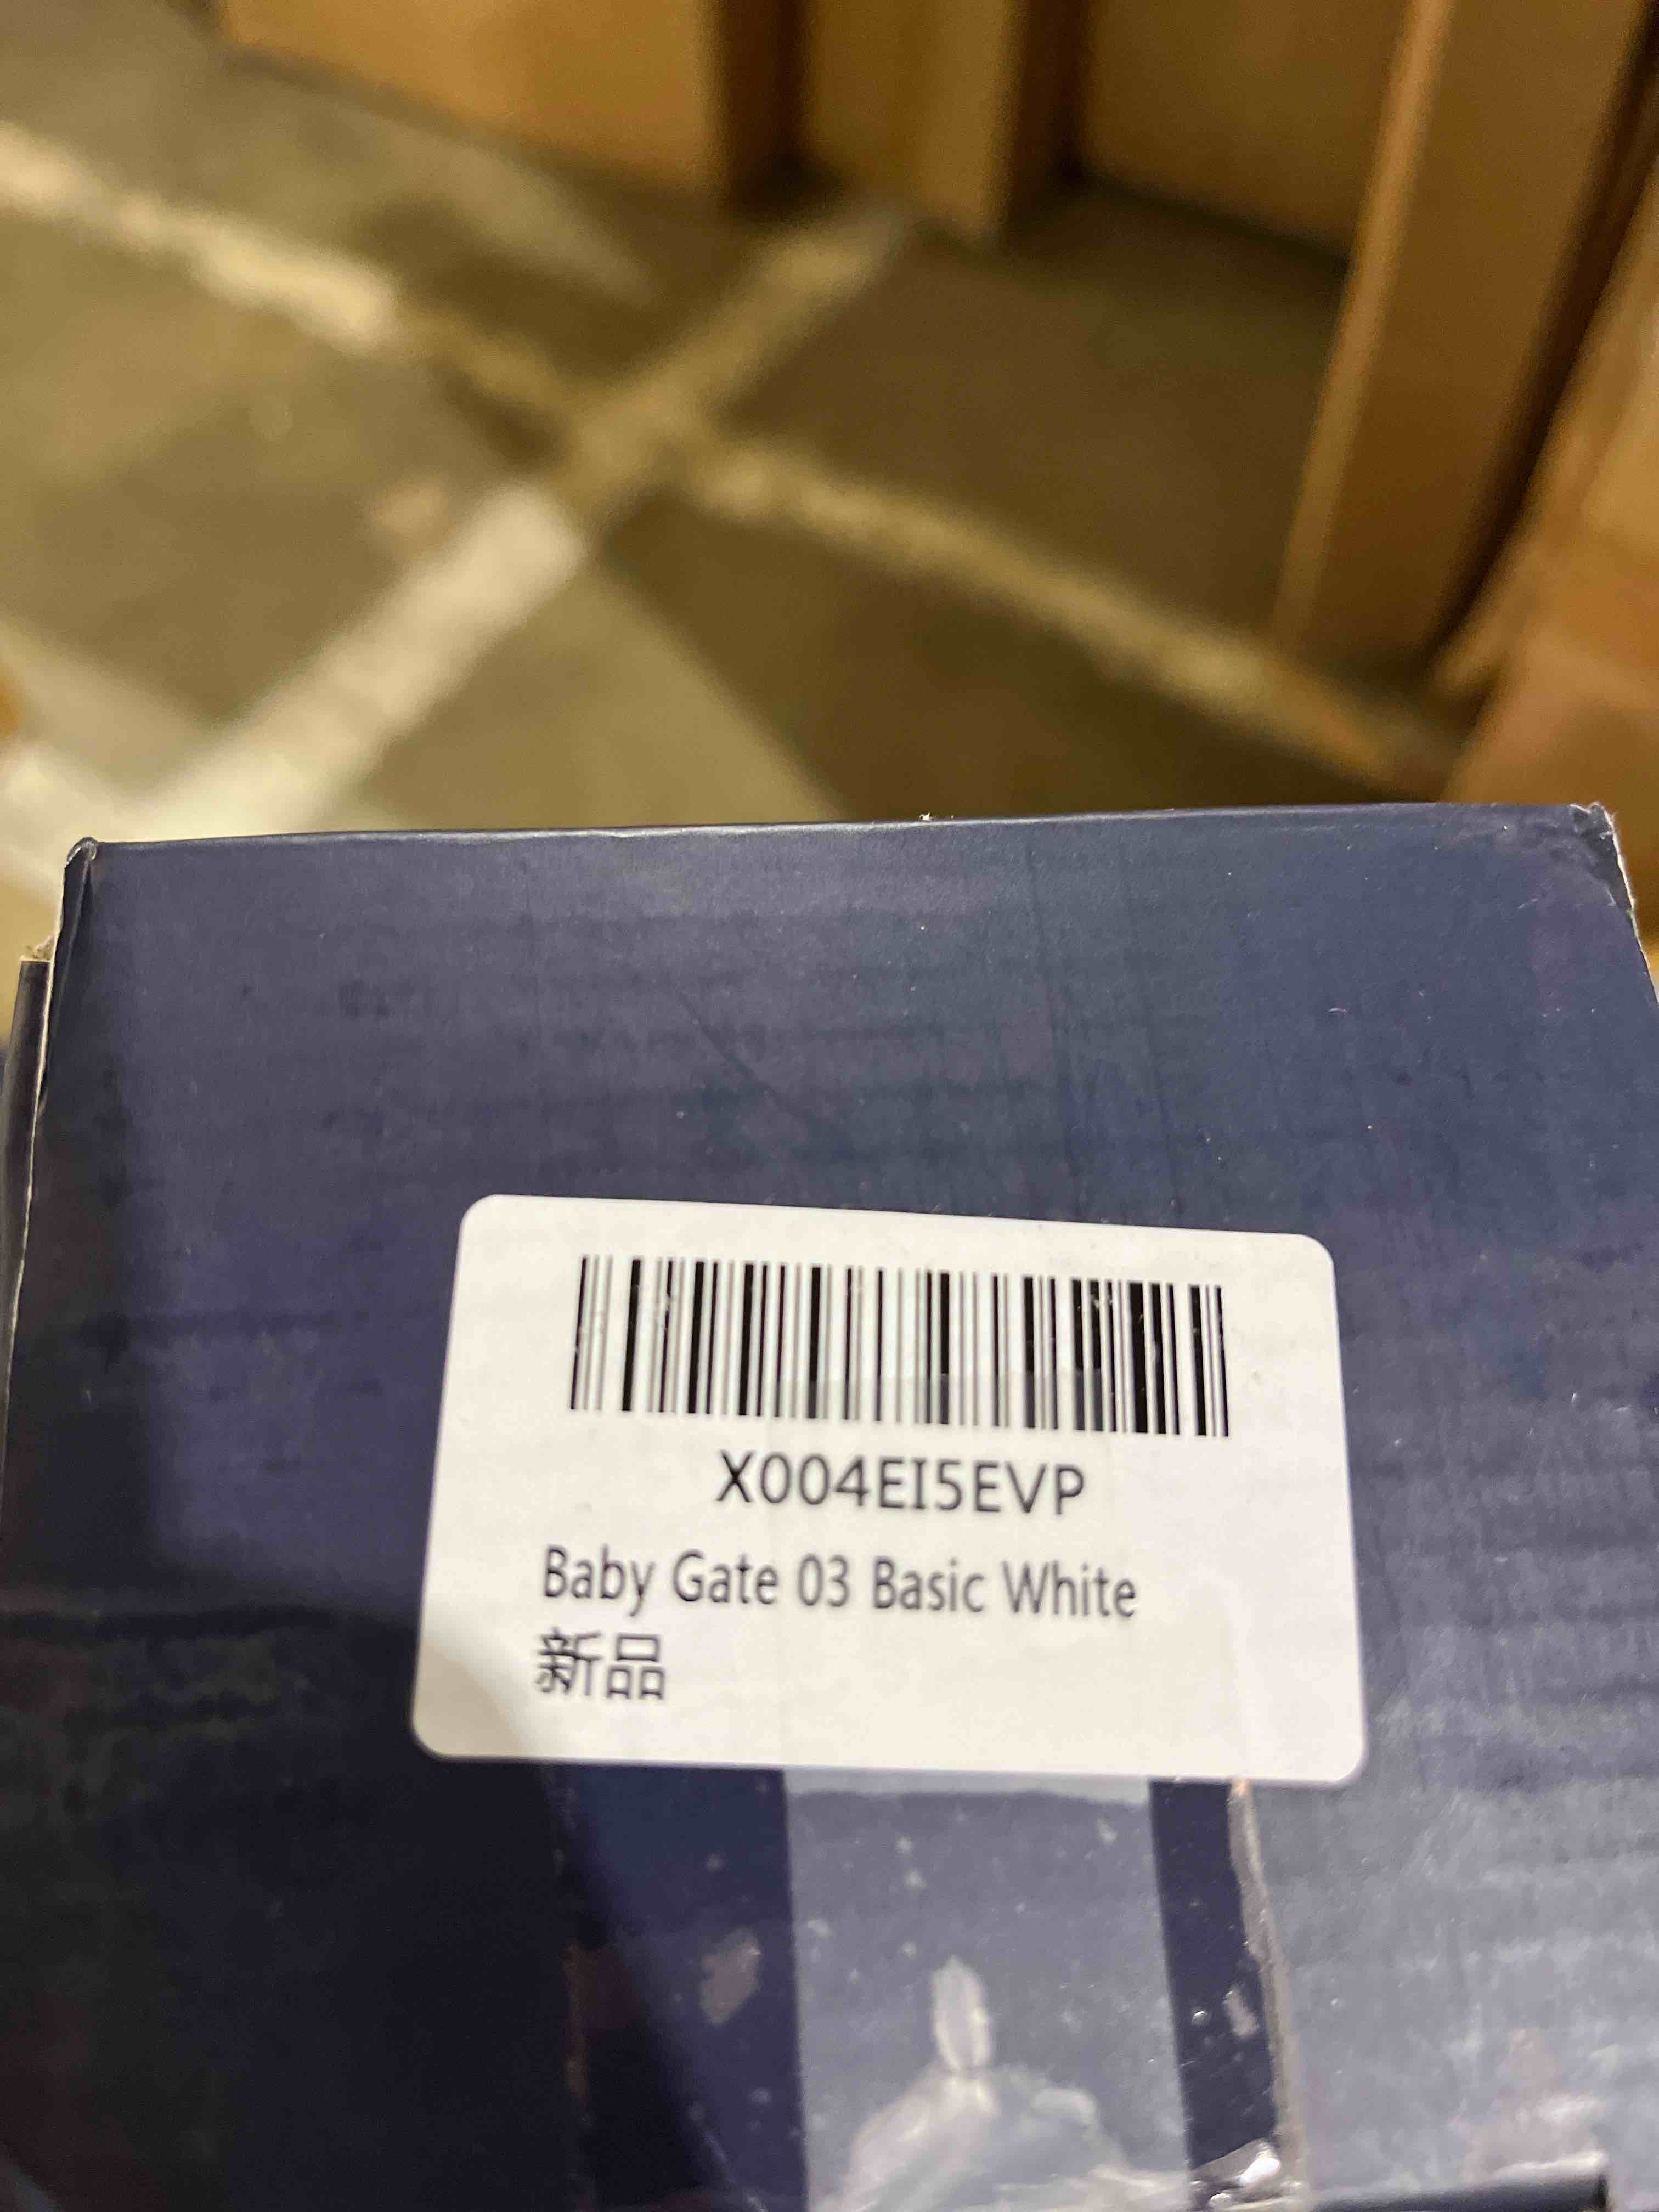 X004EI5EVP
Baby Gate 03 Basic White
新品